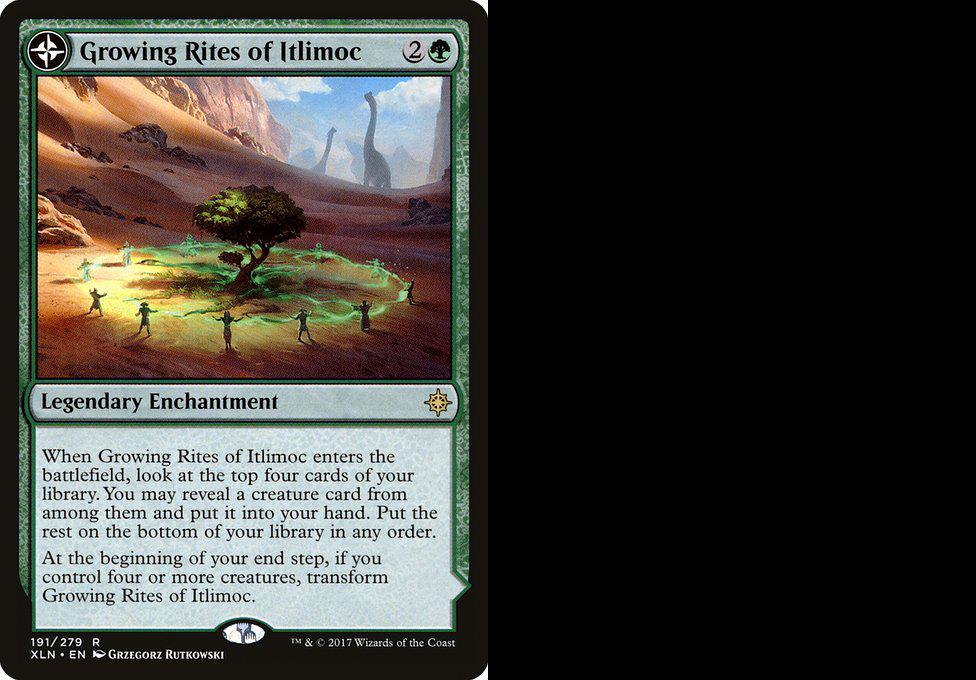 Growing Rites of Itlimoc 2
Legendary Enchantment
When Growing Rites of Itlimoc enters the
battlefield, look at the top four cards of your
library. You may reveal a creature card from
among them and put it into your hand. Put the
rest on the bottom of your library in any order.
At the beginning of your end step, if you
control four or more creatures, transform
Growing Rites of Itlimoc.
191/279 R
XLN • EN Grzegorz Rutkowski
™ & © 2017 Wizards of the Coast